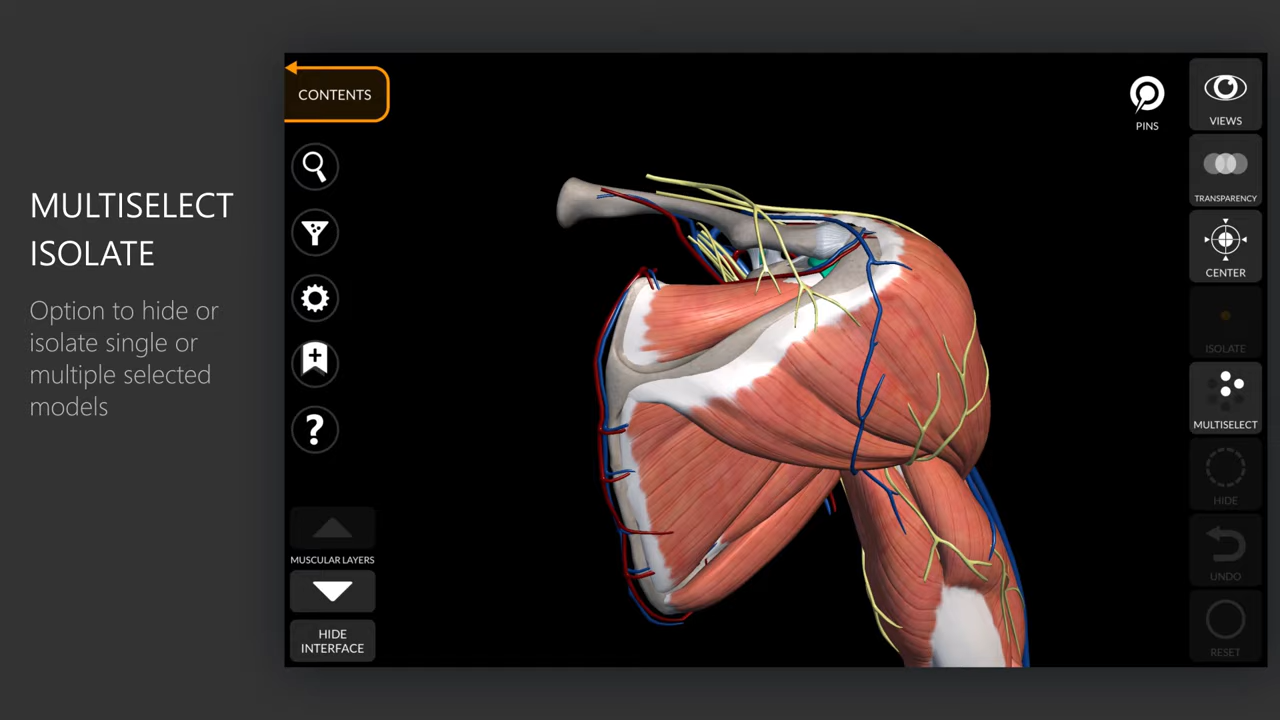 MULTISELECT
ISOLATE
Option to hide or
isolate single or
multiple selected
models
CONTENTS
MUSCULAR LAYERS
HIDE
INTERFACE
PINS
VIEWS
TRANSPARENCY
CENTER
ISOLATE
MULTISELECT
HIDE
UNDO
RESET